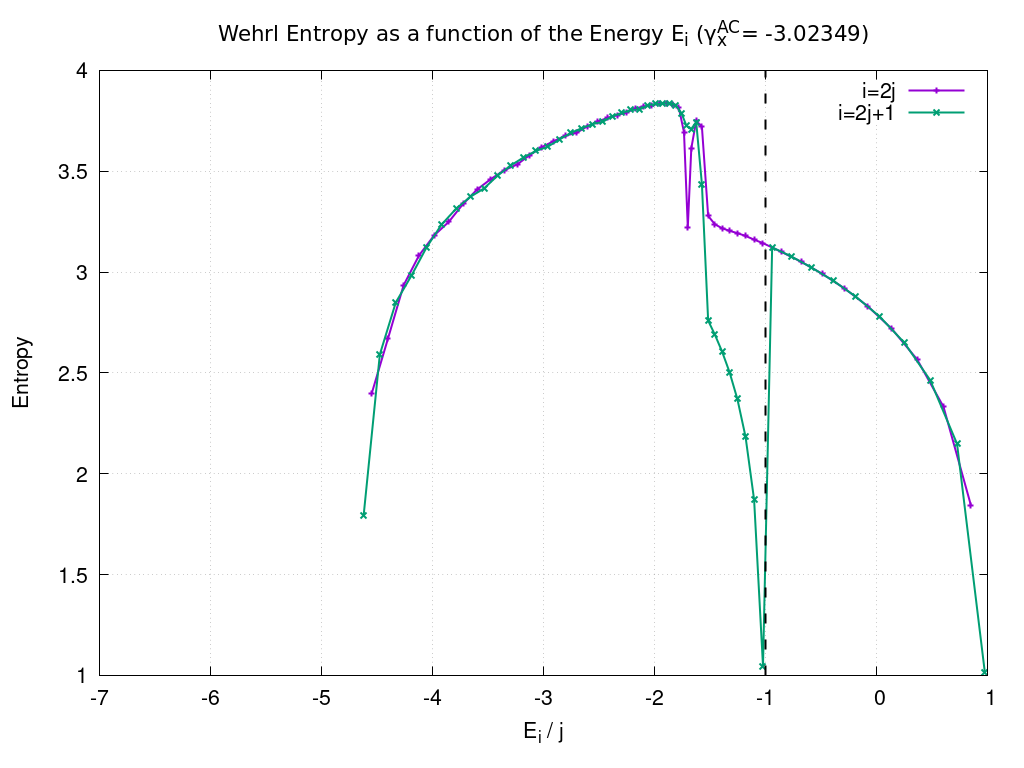 Wehrl Entropy as a function of the Energy E_i (γ_x^AC= -3.02349)
4
i=2j
i=2j+1
3.5
3
2.5
2
1.5
1
Entropy
-7 -6 -5 -4 -3 -2 -1 0 1
E_i / j